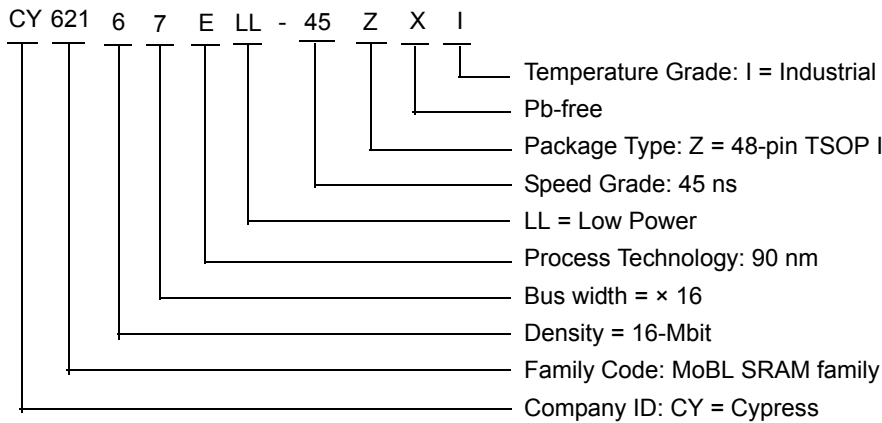 CY 621 6 7 E LL - 45 Z X I
Temperature Grade: I = Industrial
Pb-free
Package Type: Z = 48-pin TSOP I
Speed Grade: 45 ns
LL = Low Power
Process Technology: 90 nm
Bus width = × 16
Density = 16-Mbit
Family Code: MoBL SRAM family
Company ID: CY = Cypress